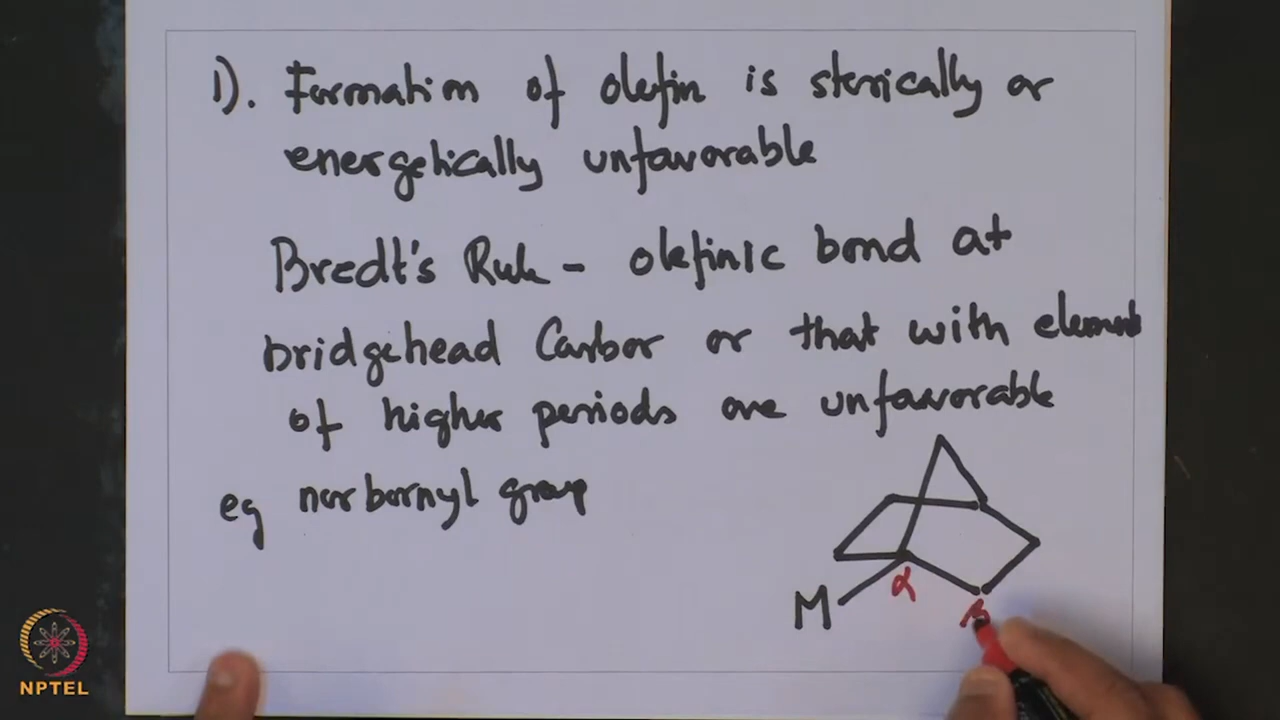 1). Formation of olefin is sterically or
energetically unfavorable
Bredt's Rule - olefinic bond at
bridgehead Carbon or that with elements
of higher periods are unfavorable
eg norbornyl group
M α β
NPTEL